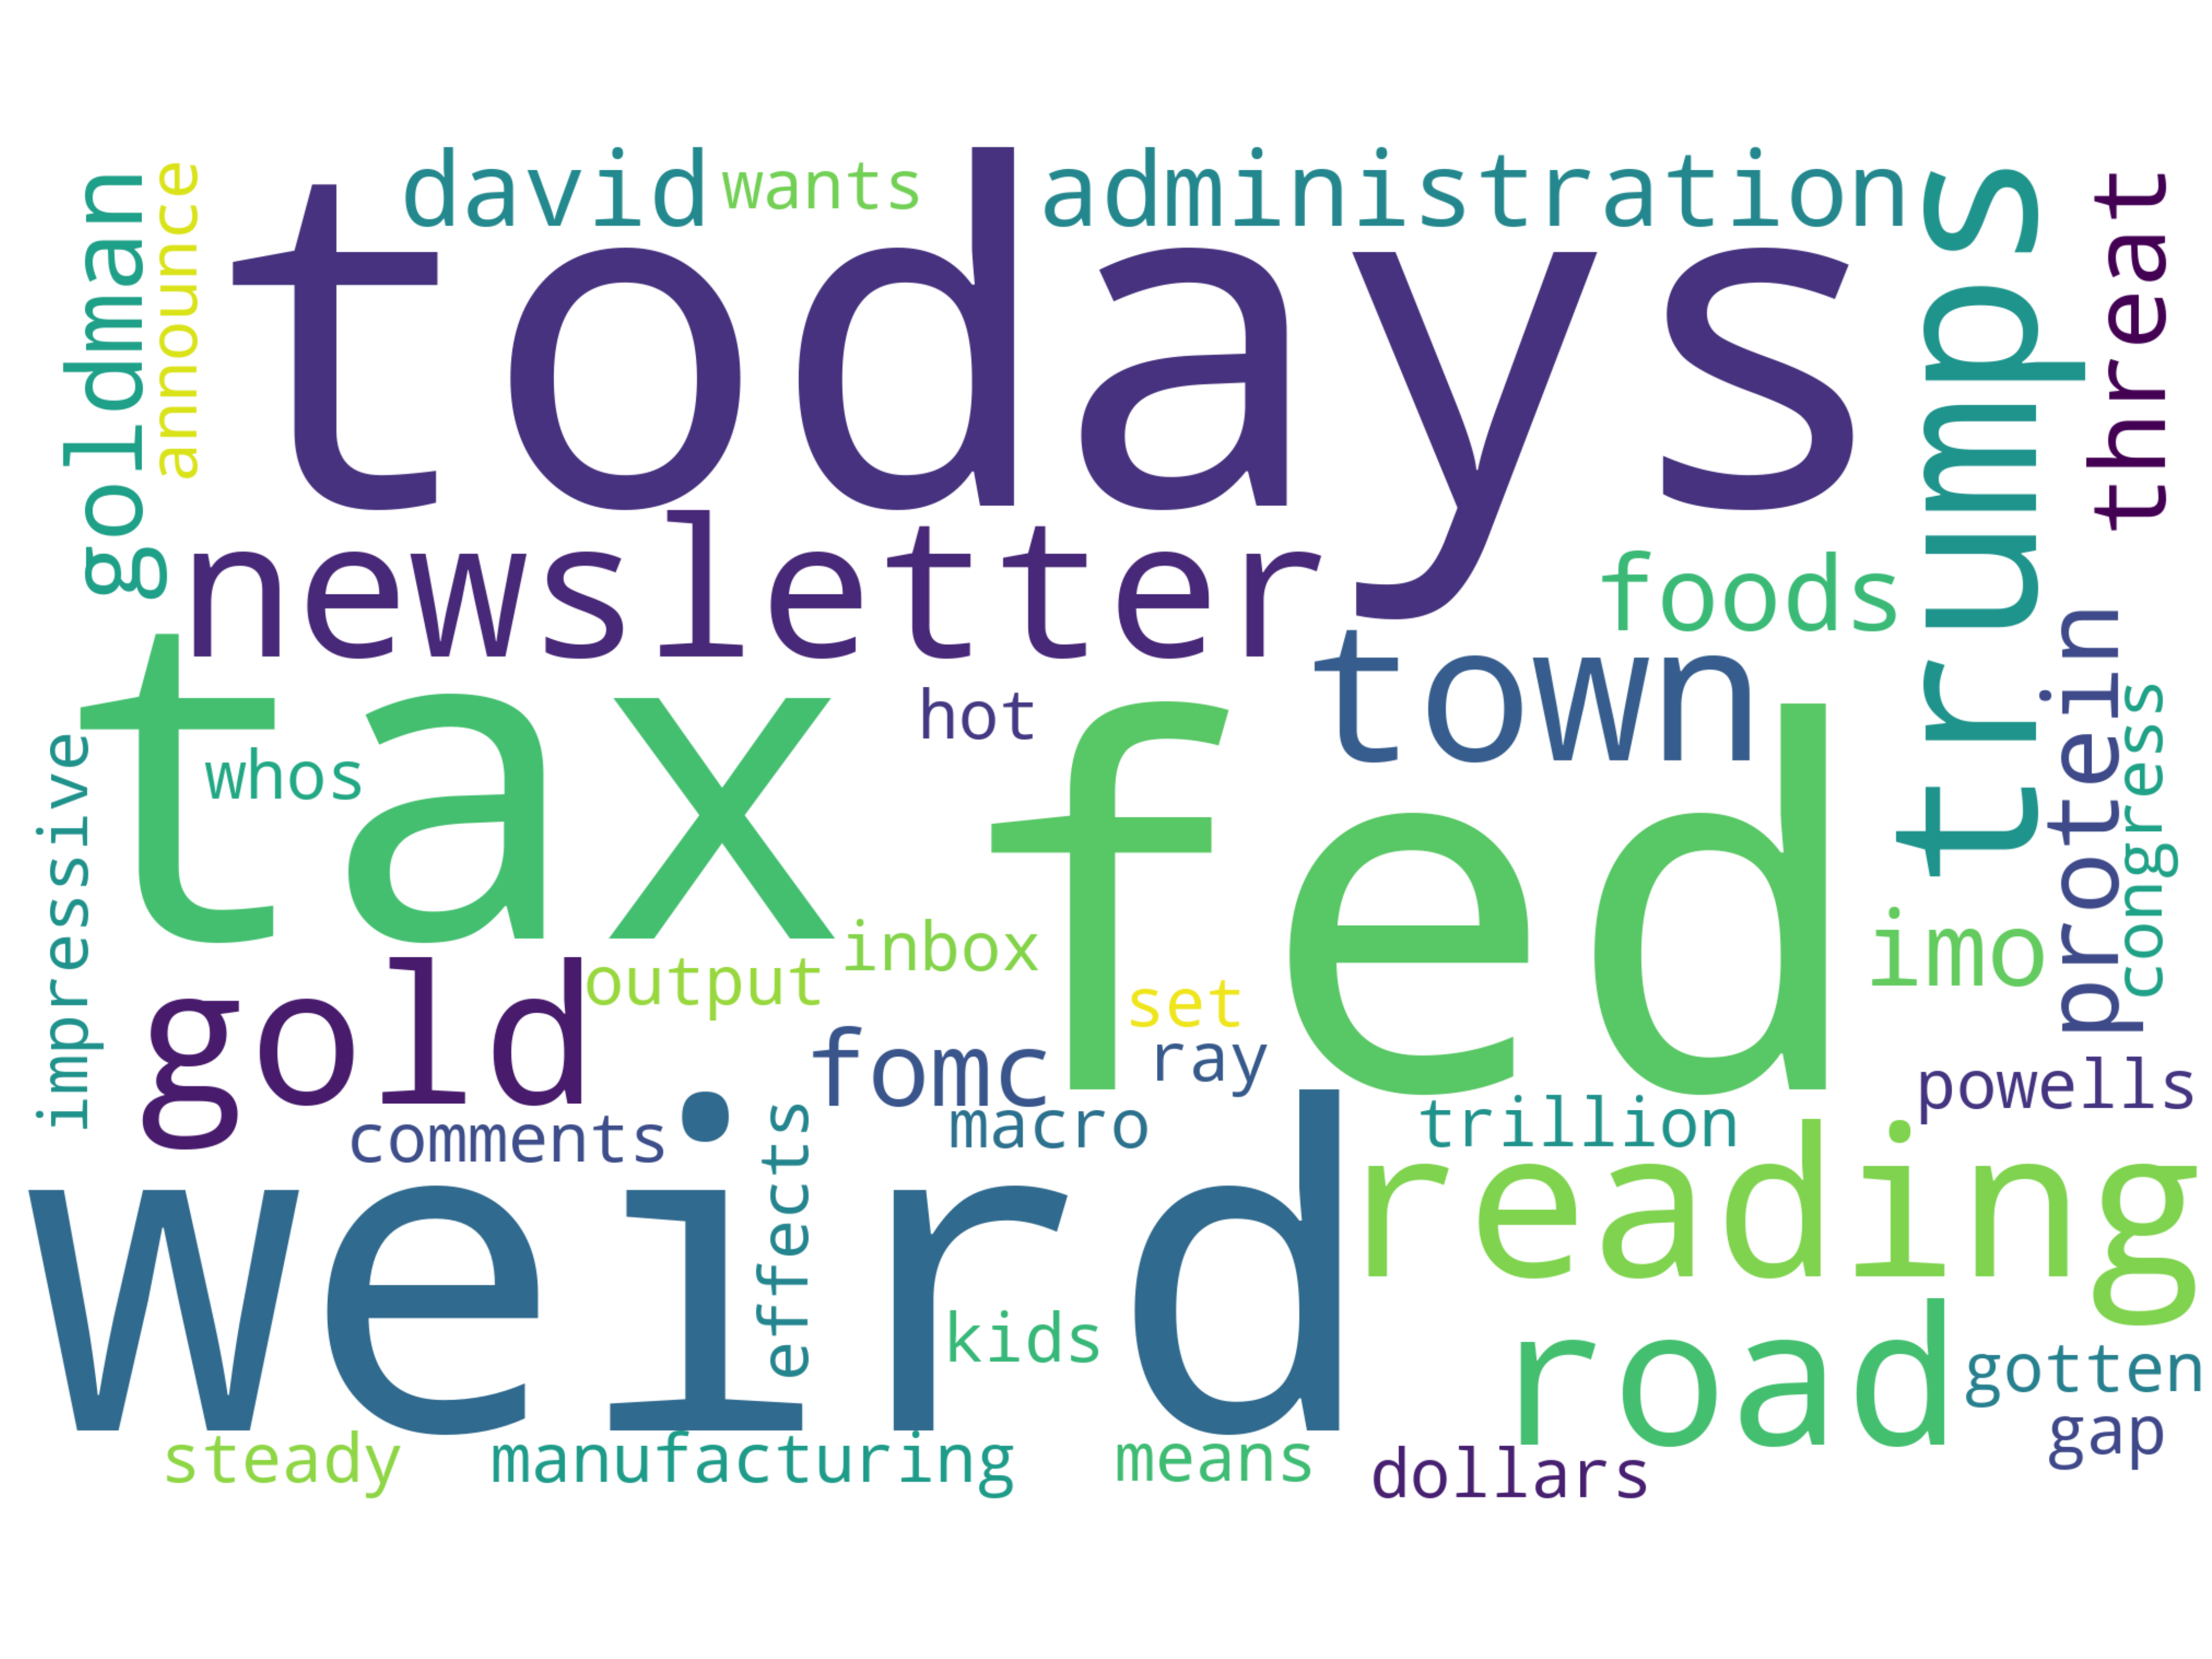 david wants administration
goldman
announce
todays
trumps
threat
newsletter
foods
town
protein
congress
hot
tax
whos
impressive
fed
inbox
imo
output
set
gold
fomc
ray
powells
comments
macro
trillion
effects
weird
reading
kids
road
gotten
gap
steady
manufacturing
means
dollars